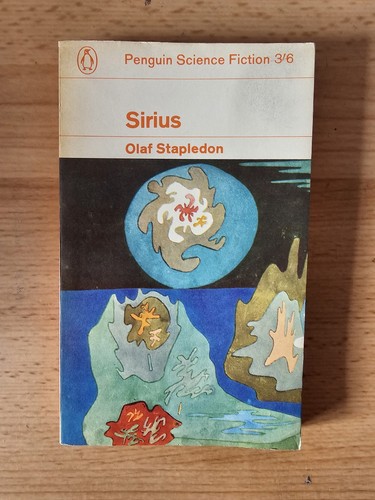 Penguin Science Fiction 3/6
Sirius
Olaf Stapledon